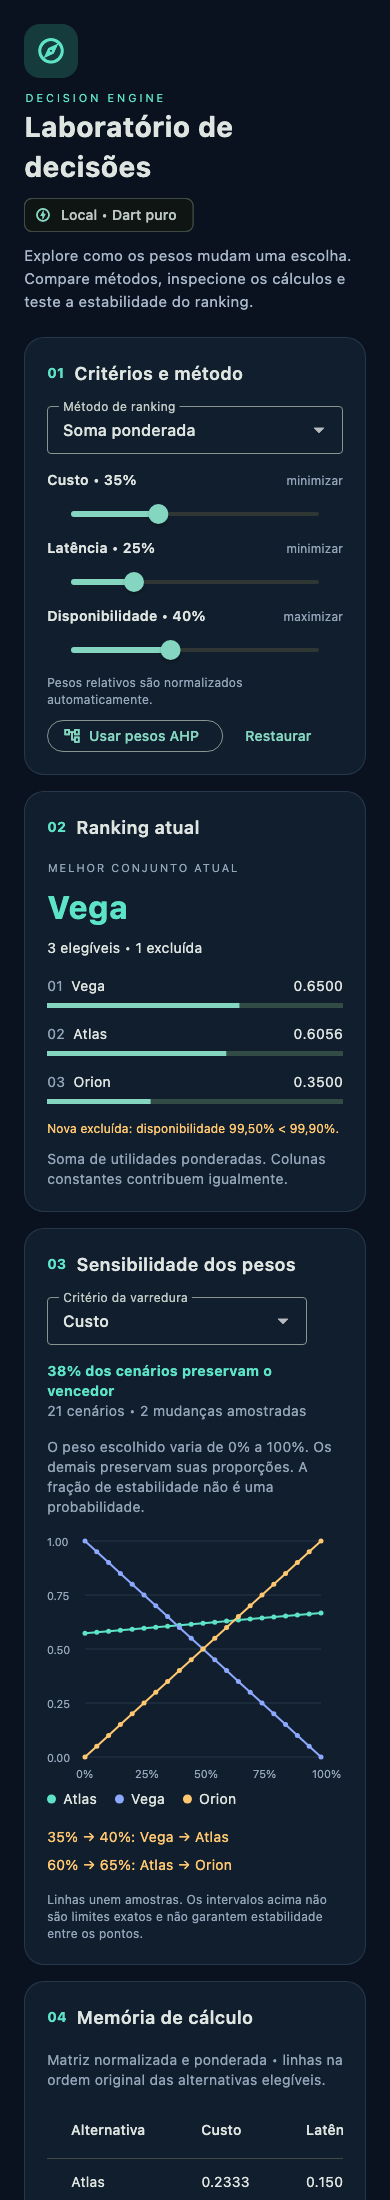 DECISION ENGINE
Laboratório de
decisões
Local • Dart puro
Explore como os pesos mudam uma escolha.
Compare métodos, inspecione os cálculos e
teste a estabilidade do ranking.
01 Critérios e método
Método de ranking
Soma ponderada
Custo • 35% minimizar
Latência • 25% minimizar
Disponibilidade • 40% maximizar
Pesos relativos são normalizados
automaticamente.
Usar pesos AHP Restaurar
02 Ranking atual
MELHOR CONJUNTO ATUAL
Vega
3 elegíveis • 1 excluída
01 Vega 0.6500
02 Atlas 0.6056
03 Orion 0.3500
Nova excluída: disponibilidade 99,50% < 99,90%.
Soma de utilidades ponderadas. Colunas
constantes contribuem igualmente.
03 Sensibilidade dos pesos
Critério da varredura
Custo
38% dos cenários preservam o
vencedor
21 cenários • 2 mudanças amostradas
O peso escolhido varia de 0% a 100%. Os
demais preservam suas proporções. A
fração de estabilidade não é uma
probabilidade.
1.00
0.75
0.50
0.25
0.00
0% 25% 50% 75% 100%
Atlas Vega Orion
35% → 40%: Vega → Atlas
60% → 65%: Atlas → Orion
Linhas unem amostras. Os intervalos acima não
são limites exatos e não garantem estabilidade
entre os pontos.
04 Memória de cálculo
Matriz normalizada e ponderada • linhas na
ordem original das alternativas elegíveis.
Alternativa Custo Latên
Atlas 0.2333 0.150